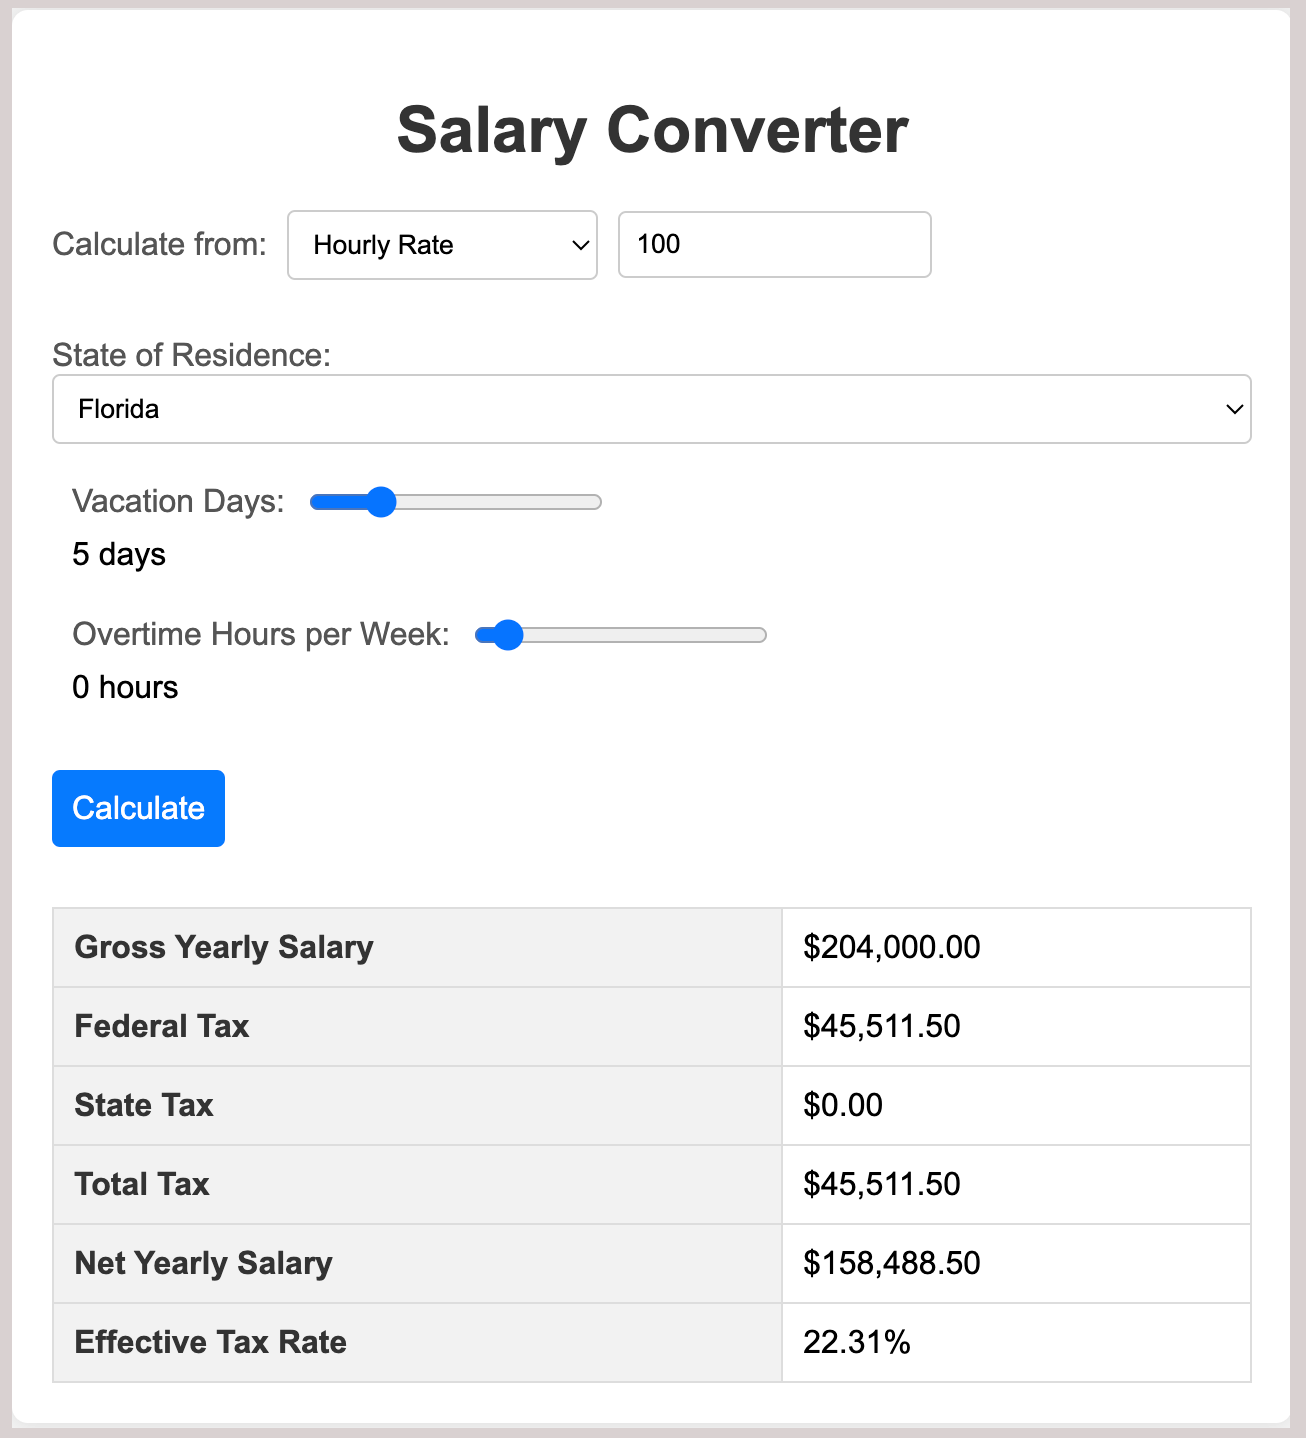 Salary Converter
Calculate from: Hourly Rate 100
State of Residence:
Florida
Vacation Days:
5 days
Overtime Hours per Week:
0 hours
Calculate
Gross Yearly Salary $204,000.00
Federal Tax $45,511.50
State Tax $0.00
Total Tax $45,511.50
Net Yearly Salary $158,488.50
Effective Tax Rate 22.31%